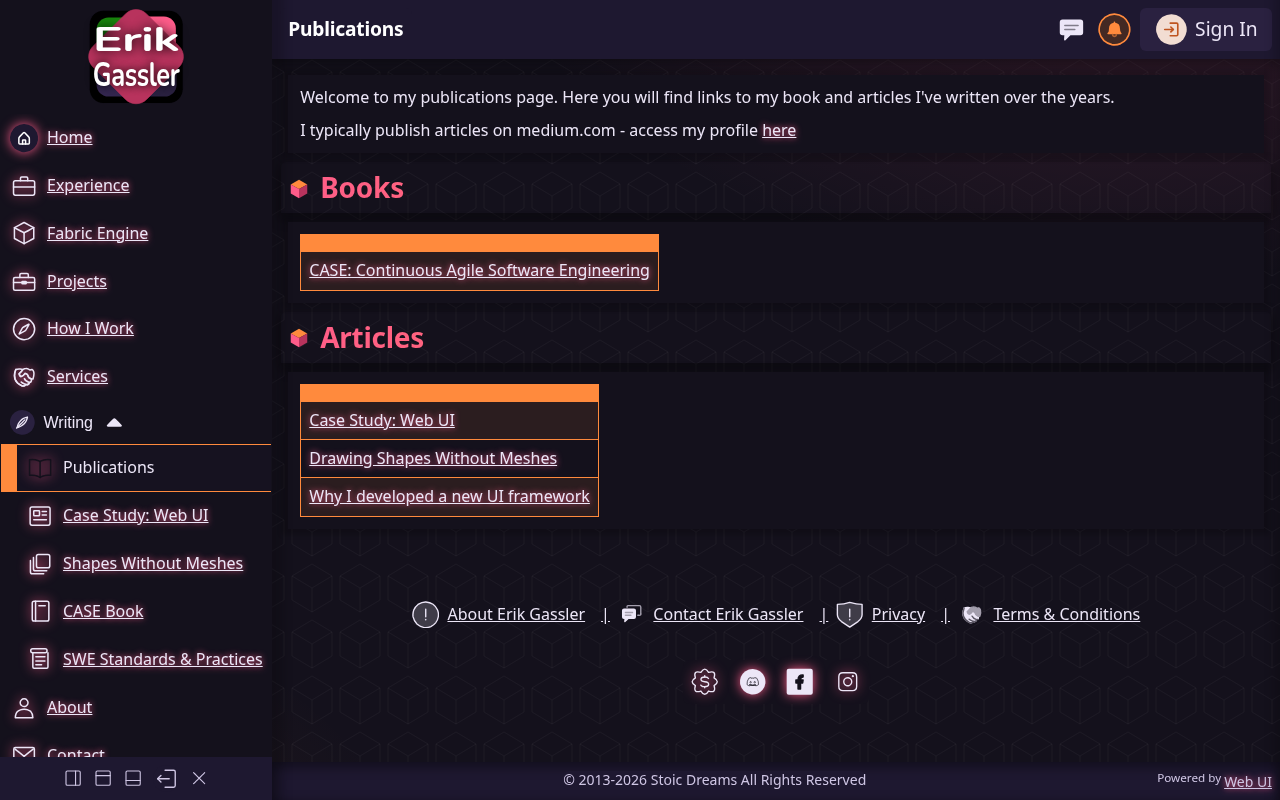 Erik
Gassler
Home
Experience
Fabric Engine
Projects
How I Work
Services
Writing
Publications
Case Study: Web UI
Shapes Without Meshes
CASE Book
SWE Standards & Practices
About
Contact
Publications
Sign In
Welcome to my publications page. Here you will find links to my book and articles I've written over the years.
I typically publish articles on medium.com - access my profile here
Books
CASE: Continuous Agile Software Engineering
Articles
Case Study: Web UI
Drawing Shapes Without Meshes
Why I developed a new UI framework
About Erik Gassler | Contact Erik Gassler | Privacy | Terms & Conditions
© 2013-2026 Stoic Dreams All Rights Reserved
Powered by Web UI